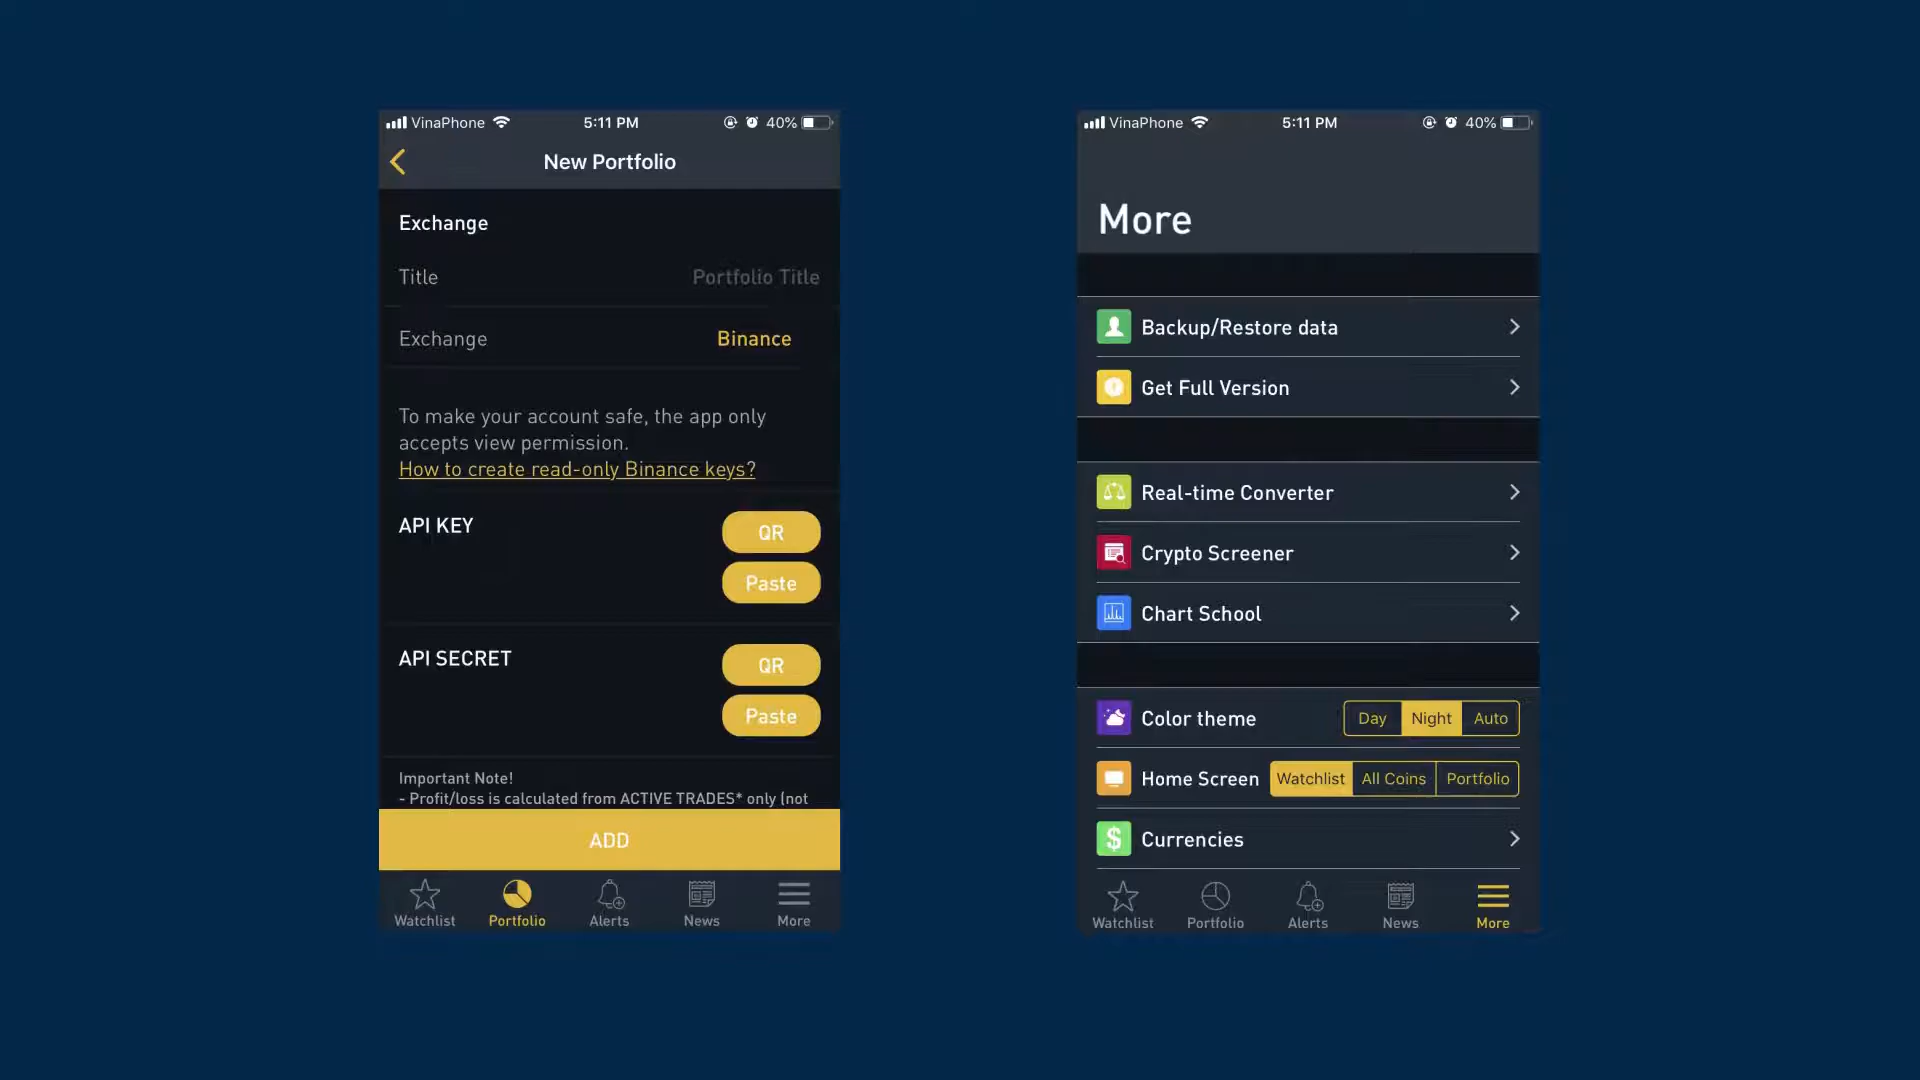 VinaPhone 5:11 PM 40%
New Portfolio
Exchange
Title Portfolio Title
Exchange Binance
To make your account safe, the app only
accepts view permission.
How to create read-only Binance keys?
API KEY QR
Paste
API SECRET QR
Paste
Important Note!
- Profit/loss is calculated from ACTIVE TRADES* only (not
ADD
Watchlist Portfolio Alerts News More
VinaPhone 5:11 PM 40%
More
Backup/Restore data
Get Full Version
Real-time Converter
Crypto Screener
Chart School
Color theme Day Night Auto
Home Screen Watchlist All Coins Portfolio
$ Currencies
Watchlist Portfolio Alerts News More